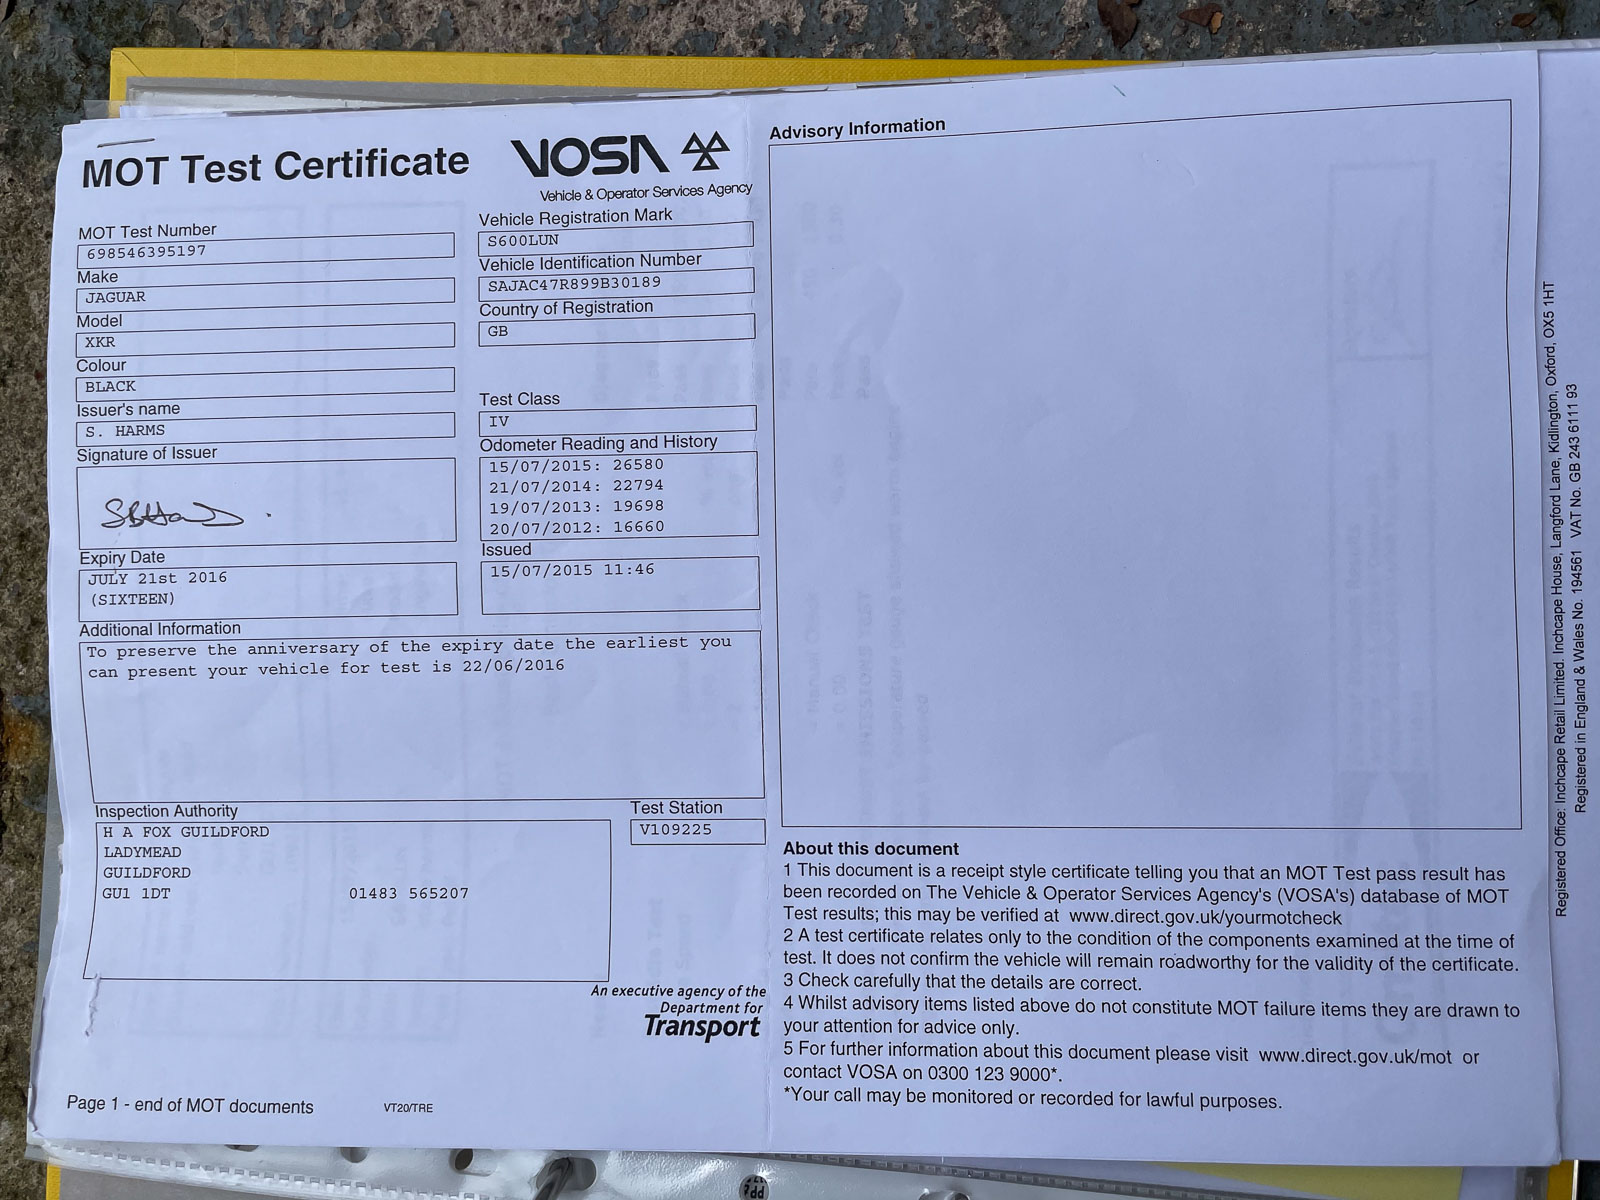 MOT Test Certificate
VOSA
Vehicle & Operator Services Agency
MOT Test Number
698546395197
Make
JAGUAR
Model
XKR
Colour
BLACK
Issuer's name
S. HARMS
Signature of Issuer
Expiry Date
JULY 21st 2016
(SIXTEEN)
Vehicle Registration Mark
S600LUN
Vehicle Identification Number
SAJAC47R899B30189
Country of Registration
GB
Test Class
IV
Odometer Reading and History
15/07/2015: 26580
21/07/2014: 22794
19/07/2013: 19698
20/07/2012: 16660
Issued
15/07/2015 11:46
Additional Information
To preserve the anniversary of the expiry date the earliest you
can present your vehicle for test is 22/06/2016
Inspection Authority
H A FOX GUILDFORD
LADYMEAD
GUILDFORD
GU1 1DT 01483 565207
Test Station
V109225
An executive agency of the
Department for
Transport
Page 1 - end of MOT documents VT20/TRE
Advisory Information
About this document
1 This document is a receipt style certificate telling you that an MOT Test pass result has
been recorded on The Vehicle & Operator Services Agency's (VOSA's) database of MOT
Test results; this may be verified at www.direct.gov.uk/yourmotcheck
2 A test certificate relates only to the condition of the components examined at the time of
test. It does not confirm the vehicle will remain roadworthy for the validity of the certificate.
3 Check carefully that the details are correct.
4 Whilst advisory items listed above do not constitute MOT failure items they are drawn to
your attention for advice only.
5 For further information about this document please visit www.direct.gov.uk/mot or
contact VOSA on 0300 123 9000*.
*Your call may be monitored or recorded for lawful purposes.
Registered Office: Inchcape Retail Limited. Inchcape House, Langford Lane, Kidlington, Oxford, OX5 1HT
Registered in England & Wales No. 194561 VAT No. GB 243 6111 93